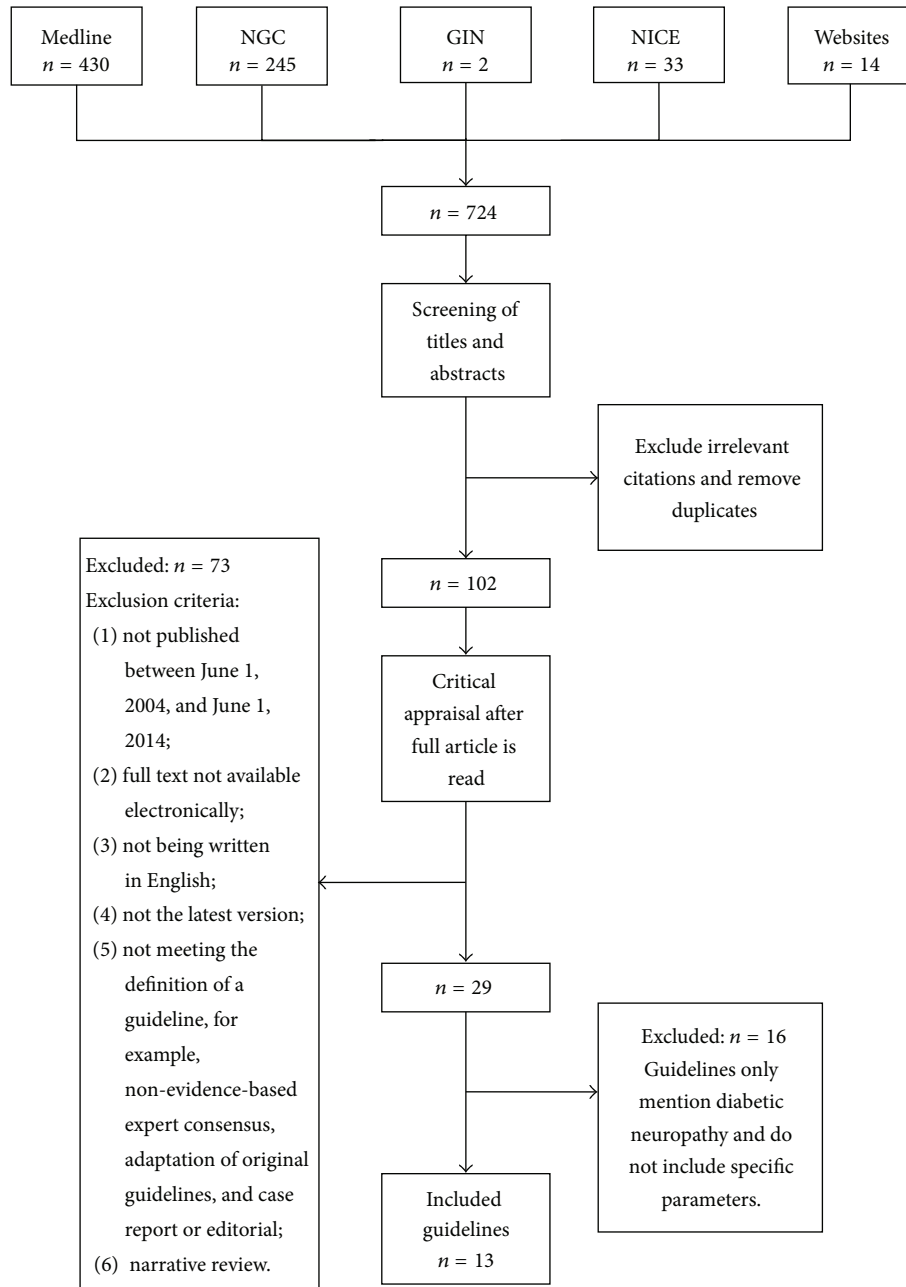 Medline
n = 430
NGC
n = 245
GIN
n = 2
NICE
n = 33
Websites
n = 14
n = 724
Screening of
titles and
abstracts
Exclude irrelevant
citations and remove
duplicates
n = 102
Critical
appraisal after
full article is
read
Excluded: n = 73
Exclusion criteria:
(1) not published
between June 1,
2004, and June 1,
2014;
(2) full text not available
electronically;
(3) not being written
in English;
(4) not the latest version;
(5) not meeting the
definition of a
guideline, for
example,
non-evidence-based
expert consensus,
adaptation of original
guidelines, and case
report or editorial;
(6) narrative review.
n = 29
Excluded: n = 16
Guidelines only
mention diabetic
neuropathy and do
not include specific
parameters.
Included
guidelines
n = 13